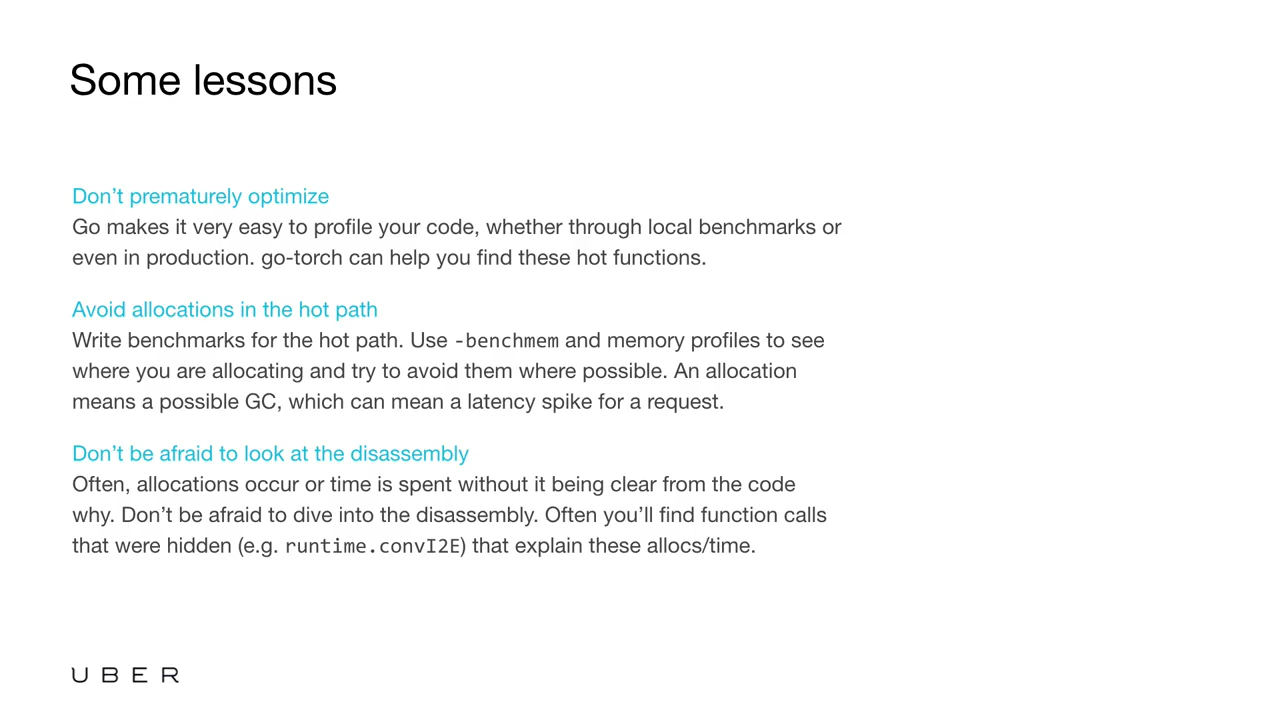 Some lessons
Don’t prematurely optimize
Go makes it very easy to profile your code, whether through local benchmarks or
even in production. go-torch can help you find these hot functions.
Avoid allocations in the hot path
Write benchmarks for the hot path. Use -benchmem and memory profiles to see
where you are allocating and try to avoid them where possible. An allocation
means a possible GC, which can mean a latency spike for a request.
Don’t be afraid to look at the disassembly
Often, allocations occur or time is spent without it being clear from the code
why. Don’t be afraid to dive into the disassembly. Often you’ll find function calls
that were hidden (e.g. runtime.convI2E) that explain these allocs/time.
UBER